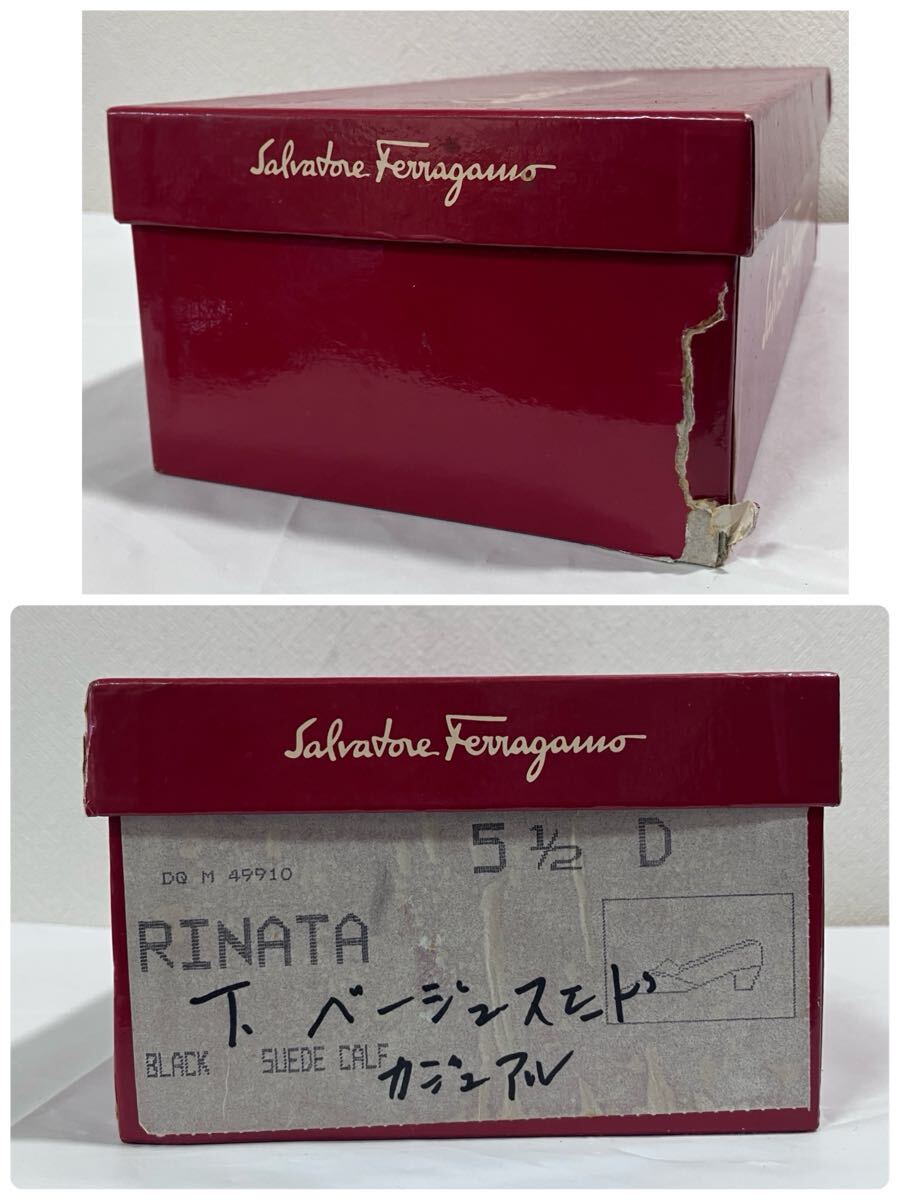 Salvatore Ferragamo
Salvatore Ferragamo
5 1/2 D
DQ M 49910
RINATA
下 ベージュスエド
BLACK SUEDE CALF
カジュアル